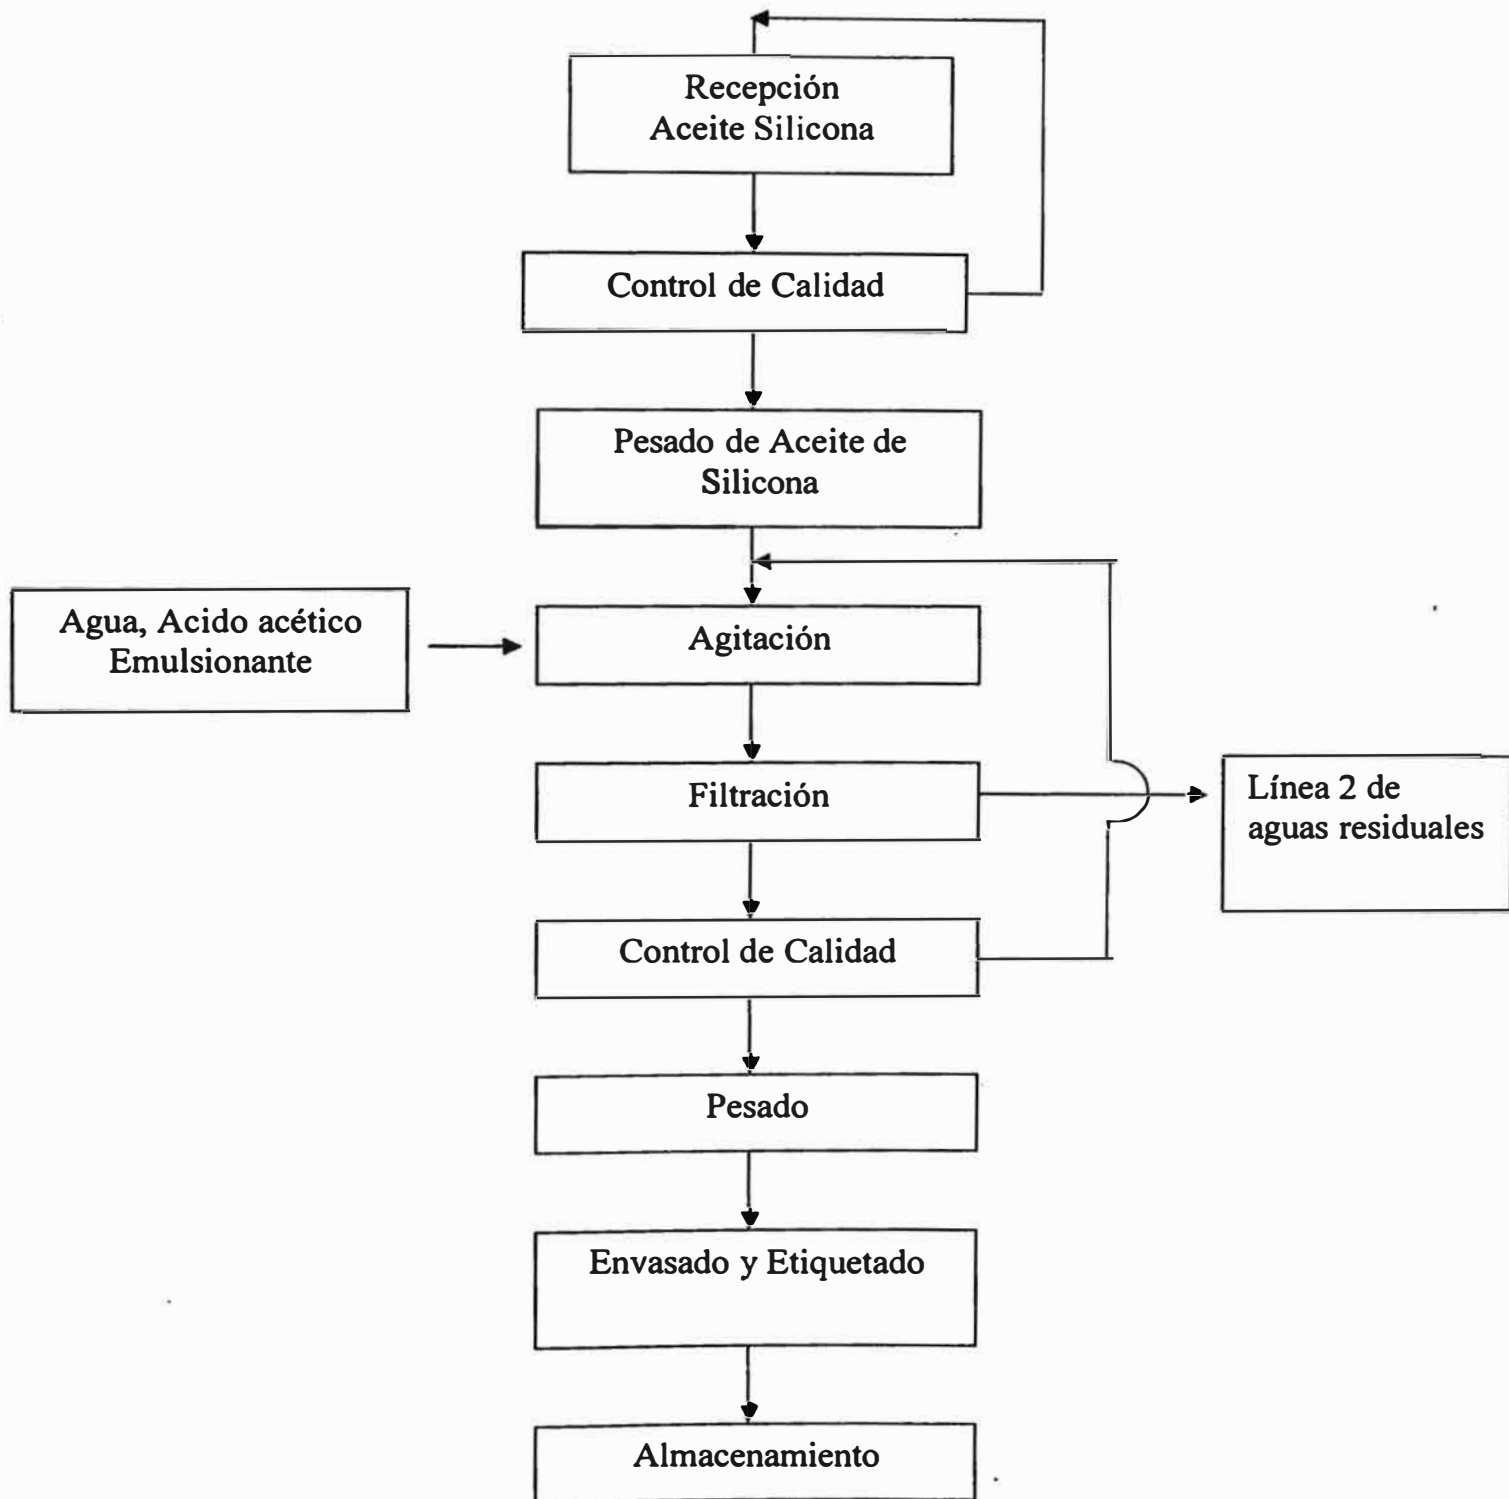 Recepción
Aceite Silicona
Control de Calidad
Pesado de Aceite de
Silicona
Agua, Acido acético
Emulsionante
Agitación
Filtración
Línea 2 de
aguas residuales
Control de Calidad
Pesado
Envasado y Etiquetado
Almacenamiento